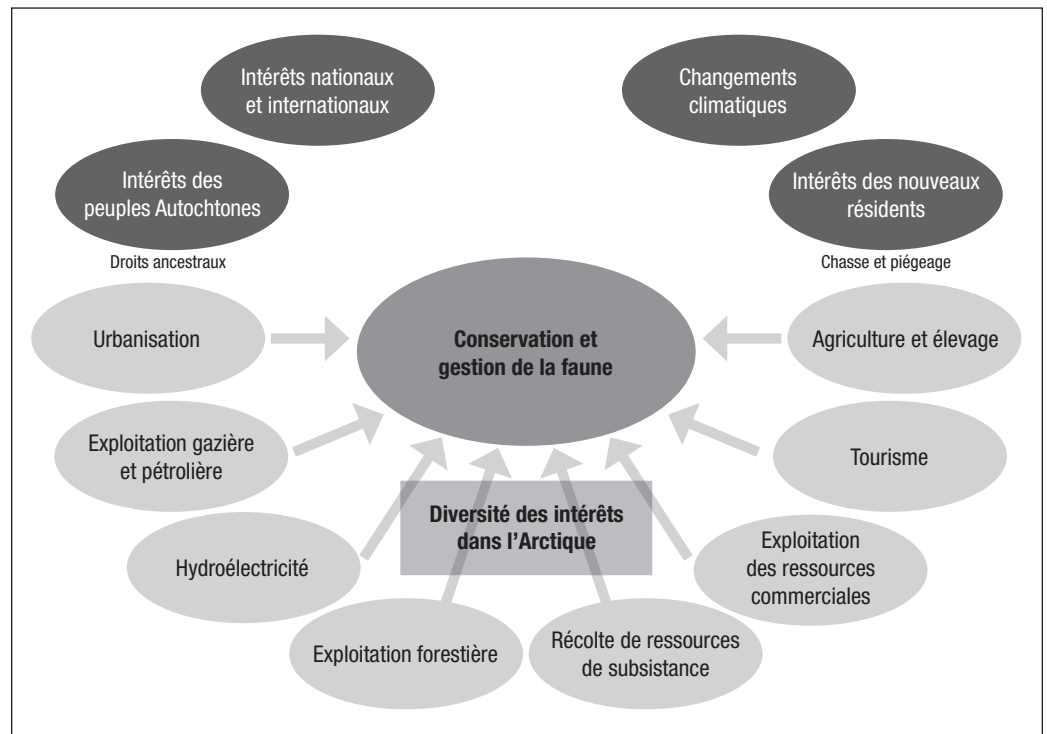 Intérêts nationaux
et internationaux
Changements
climatiques
Intérêts des
peuples Autochtones
Intérêts des nouveaux
résidents
Droits ancestraux
Chasse et piégeage
Urbanisation
Conservation et
gestion de la faune
Agriculture et élevage
Exploitation gazière
et pétrolière
Tourisme
Diversité des intérêts
dans l'Arctique
Hydroélectricité
Exploitation
des ressources
commerciales
Exploitation forestière
Récolte de ressources
de subsistance